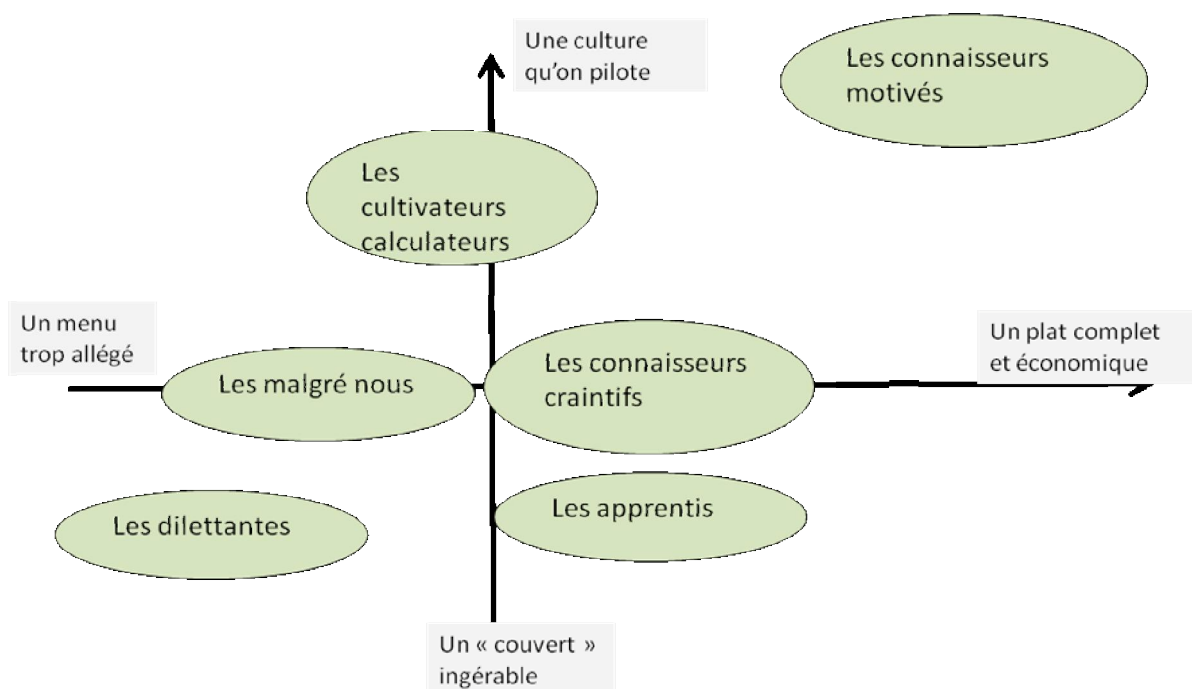 Une culture
qu’on pilote
Les connaisseurs
motivés
Les
cultivateurs
calculateurs
Un menu
trop allégé
Un plat complet
et économique
Les malgré nous
Les connaisseurs
craintifs
Les dilettantes
Les apprentis
Un « couvert »
ingérable